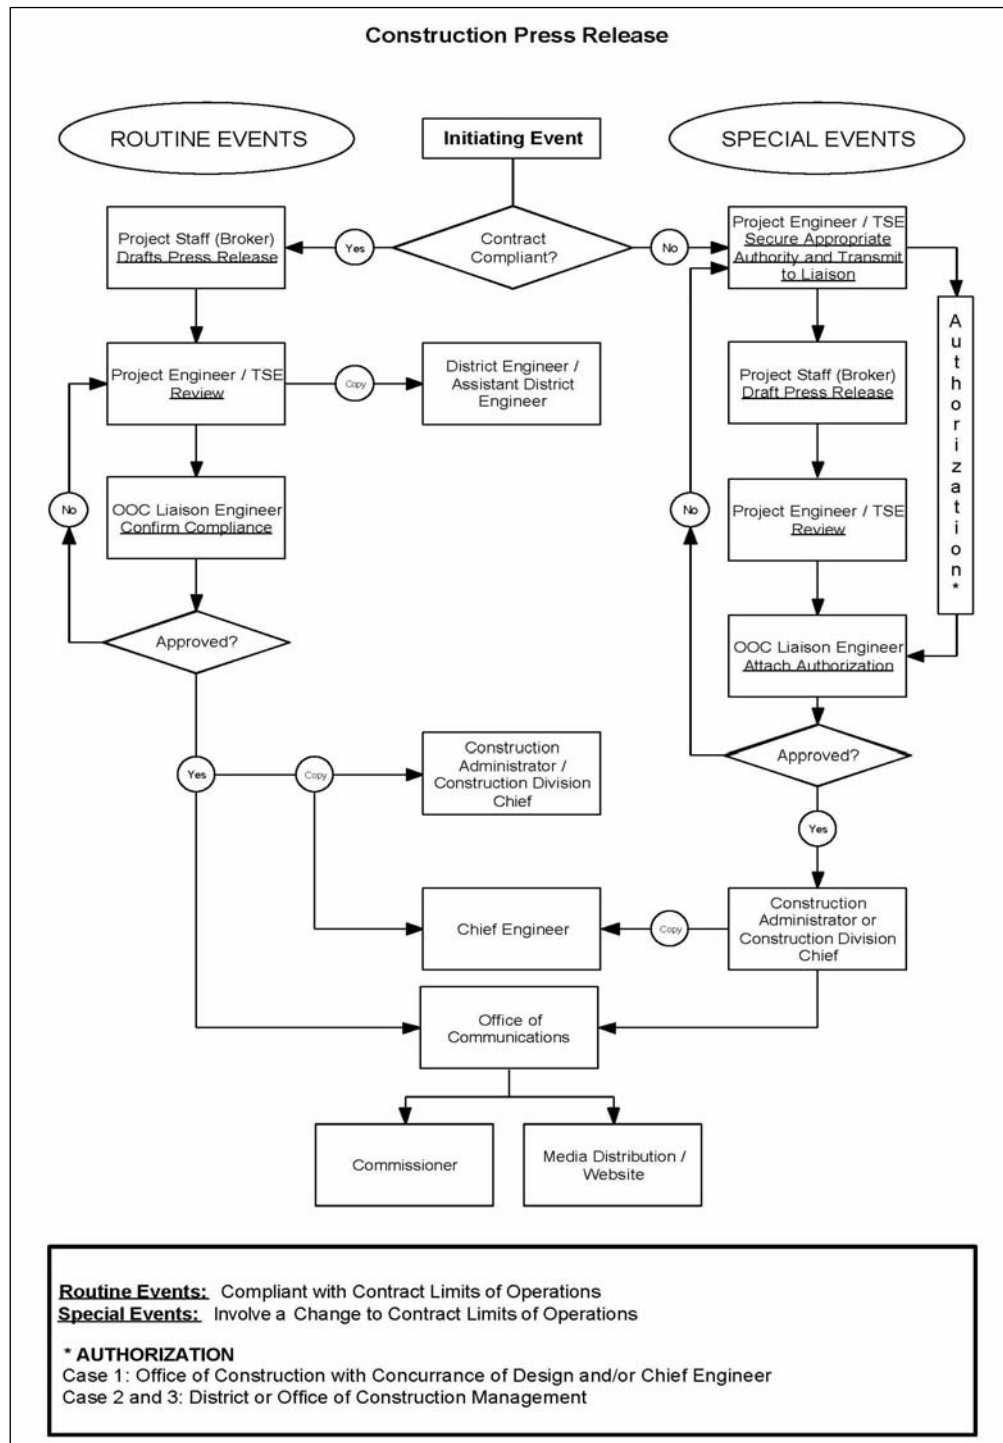 Construction Press Release
ROUTINE EVENTS
Initiating Event
SPECIAL EVENTS
Contract
Compliant?
Yes
No
Project Staff (Broker)
Drafts Press Release
Project Engineer / TSE
Secure Appropriate
Authority and Transmit
to Liaison
Authorization*
Project Engineer / TSE
Review
Copy
District Engineer /
Assistant District
Engineer
Project Staff (Broker)
Draft Press Release
OOC Liaison Engineer
Confirm Compliance
No
No
Project Engineer / TSE
Review
Approved?
OOC Liaison Engineer
Attach Authorization
Yes
Copy
Construction
Administrator /
Construction Division
Chief
Approved?
Yes
Chief Engineer
Copy
Construction
Administrator or
Construction Division
Chief
Office of
Communications
Commissioner
Media Distribution /
Website
Routine Events: Compliant with Contract Limits of Operations
Special Events: Involve a Change to Contract Limits of Operations
* AUTHORIZATION
Case 1: Office of Construction with Concurrance of Design and/or Chief Engineer
Case 2 and 3: District or Office of Construction Management